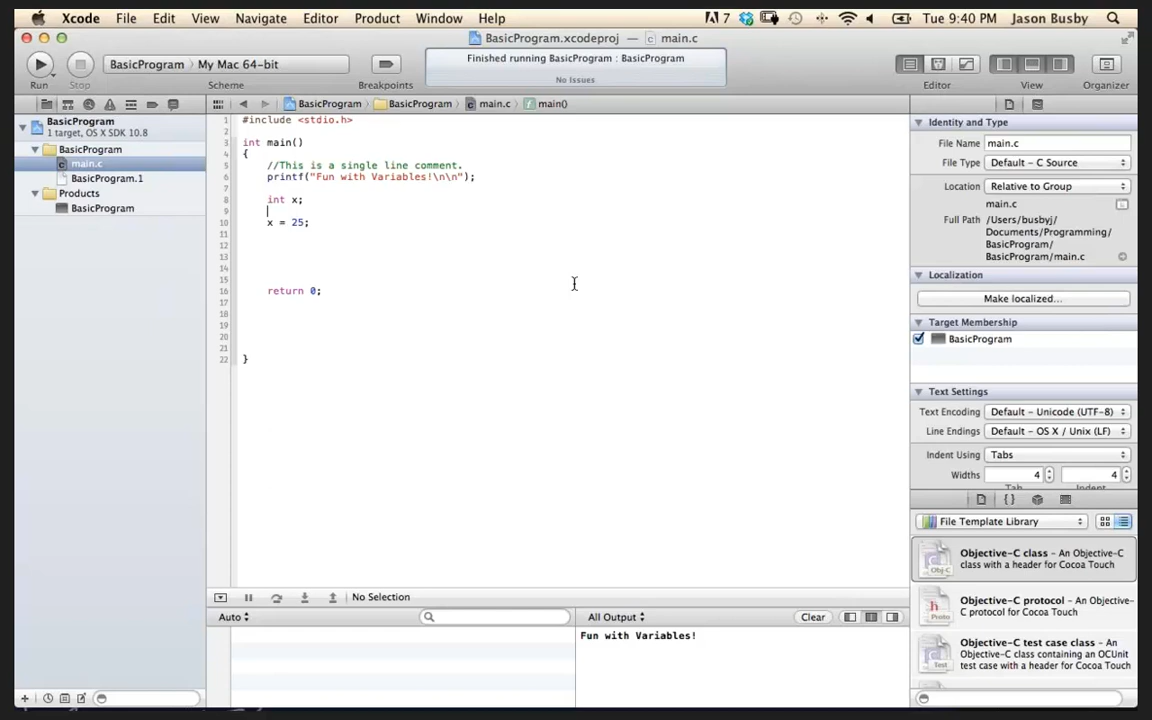 Xcode File Edit View Navigate Editor Product Window Help
7
Tue 9:40 PM Jason Busby
BasicProgram.xcodeproj — main.c
BasicProgram My Mac 64-bit
Finished running BasicProgram : BasicProgram
No Issues
Run Stop Scheme Breakpoints Editor View Organizer
BasicProgram BasicProgram main.c main()
BasicProgram
1 target, OS X SDK 10.8
BasicProgram
main.c
BasicProgram.1
Products
BasicProgram
1 #include <stdio.h>
2
3 int main()
4 {
5 //This is a single line comment.
6 printf("Fun with Variables!\n\n");
7
8 int x;
9
10 x = 25;
11
12
13
14
15
16 return 0;
17
18
19
20
21
22 }
Identity and Type
File Name main.c
File Type Default - C Source
Location Relative to Group
main.c
Full Path /Users/busbyj/
Documents/Programming/
BasicProgram/
BasicProgram/main.c
Localization
Make localized...
Target Membership
BasicProgram
Text Settings
Text Encoding Default - Unicode (UTF-8)
Line Endings Default - OS X / Unix (LF)
Indent Using Tabs
Widths 4 4
Tab Indent
{}
File Template Library
Objective-C class - An Objective-C
class with a header for Cocoa Touch
Obj-C
Objective-C protocol - An Objective-
C protocol for Cocoa Touch
Proto
Objective-C test case class - An
Objective-C class containing an OCUnit
test case with a header for Cocoa Touch
Test
No Selection
Auto
All Output
Clear
Fun with Variables!